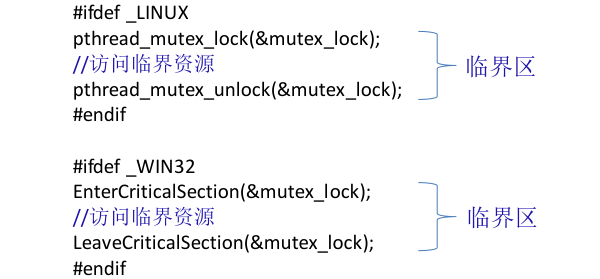 #ifdef _LINUX
pthread_mutex_lock(&mutex_lock);
//访问临界资源
pthread_mutex_unlock(&mutex_lock);
#endif
临界区
#ifdef _WIN32
EnterCriticalSection(&mutex_lock);
//访问临界资源
LeaveCriticalSection(&mutex_lock);
#endif
临界区